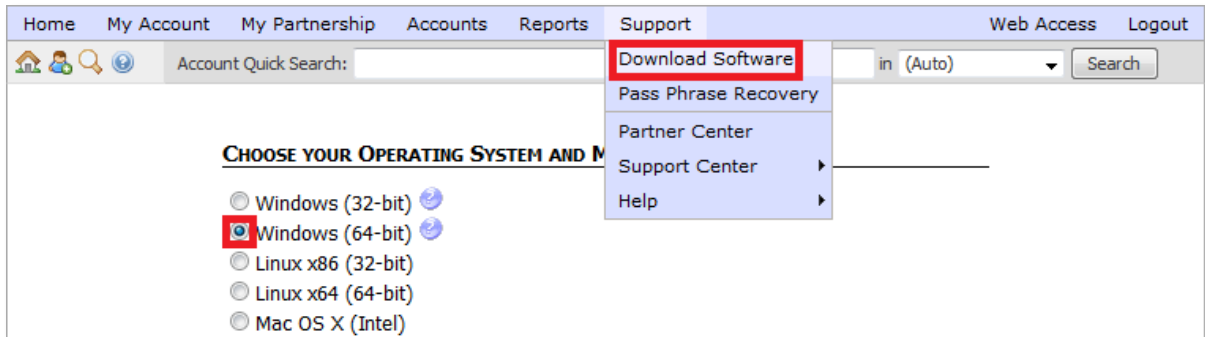 Home My Account My Partnership Accounts Reports Support Web Access Logout
Account Quick Search: in (Auto) Search
Download Software
Pass Phrase Recovery
Partner Center
Support Center
Help
CHOOSE YOUR OPERATING SYSTEM AND M
Windows (32-bit)
Windows (64-bit)
Linux x86 (32-bit)
Linux x64 (64-bit)
Mac OS X (Intel)